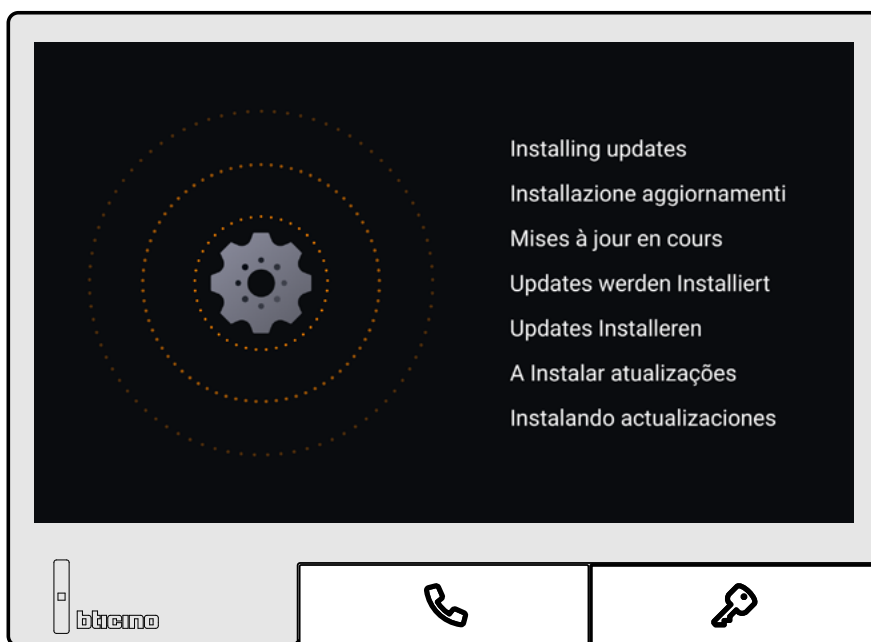 Installing updates
Installazione aggiornamenti
Mises à jour en cours
Updates werden Installiert
Updates Installeren
A Instalar atualizações
Instalando actualizaciones
bticino